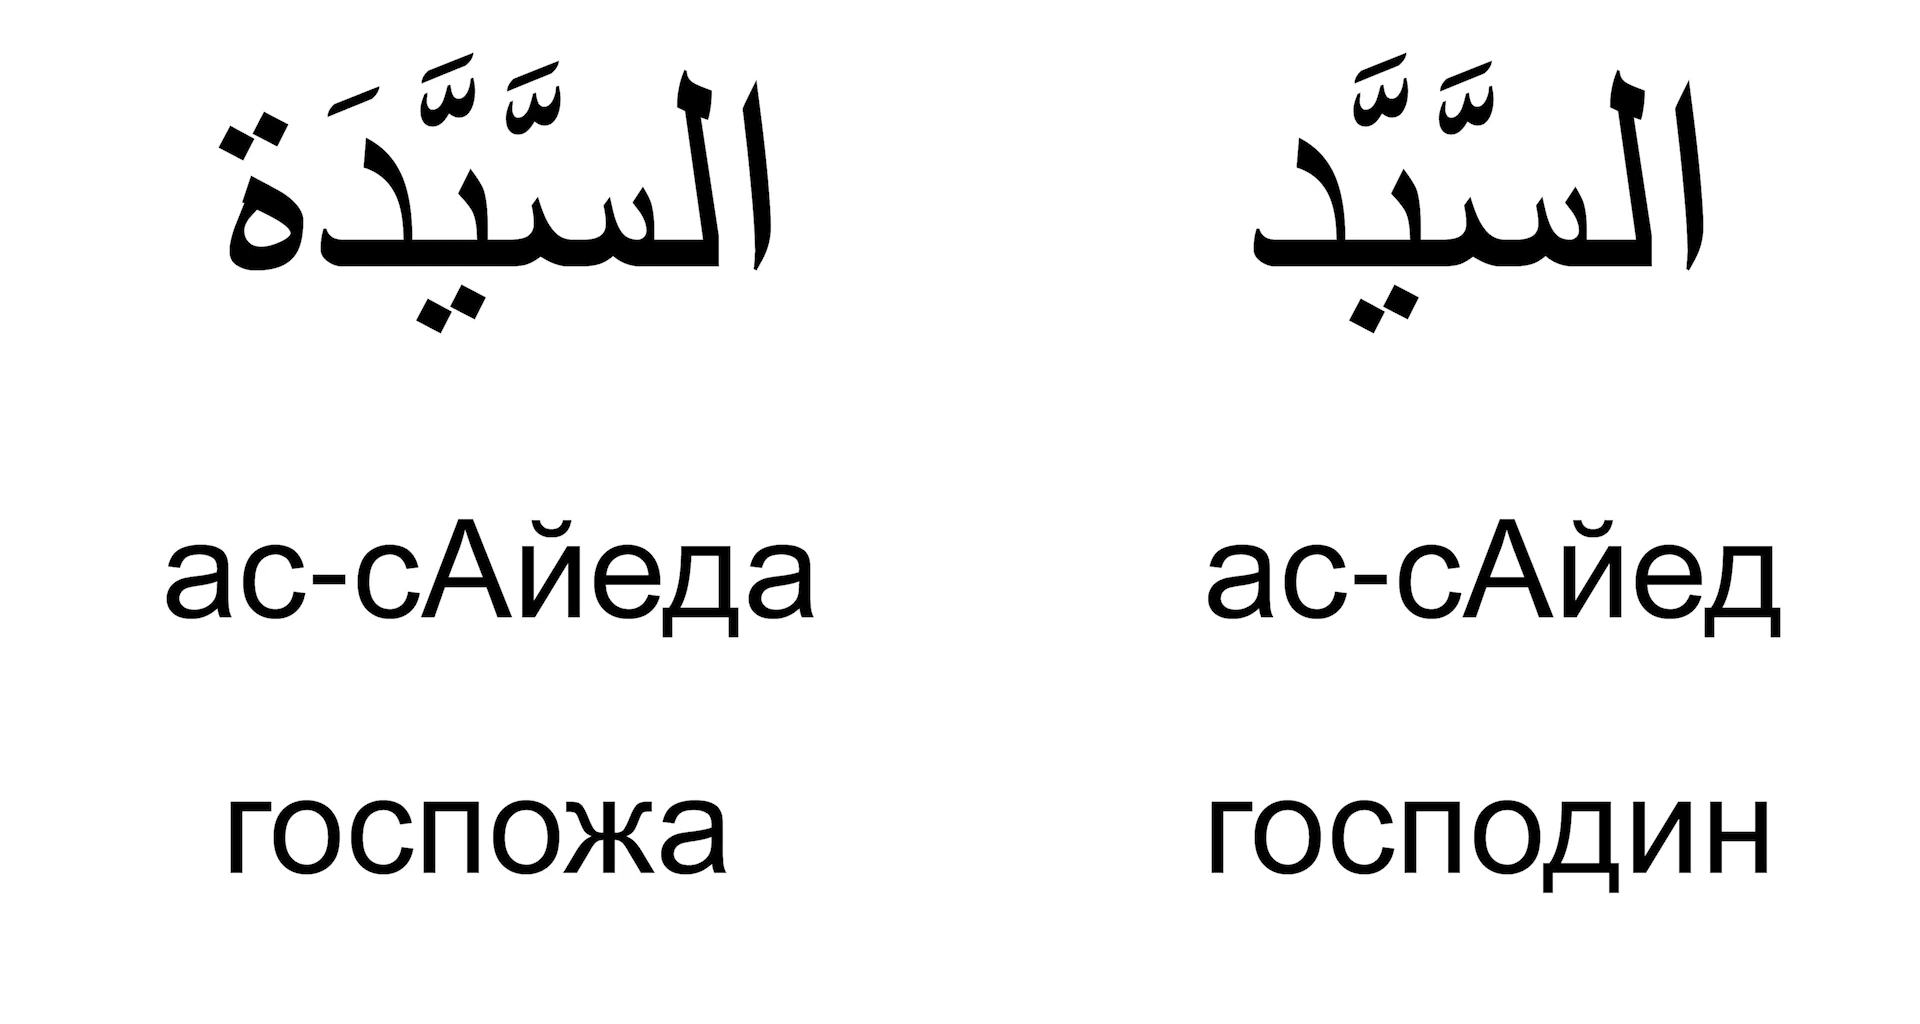 السَّيَّدَة السَّيَّد
ас-сАйеда ас-сАйед
госпожа господин